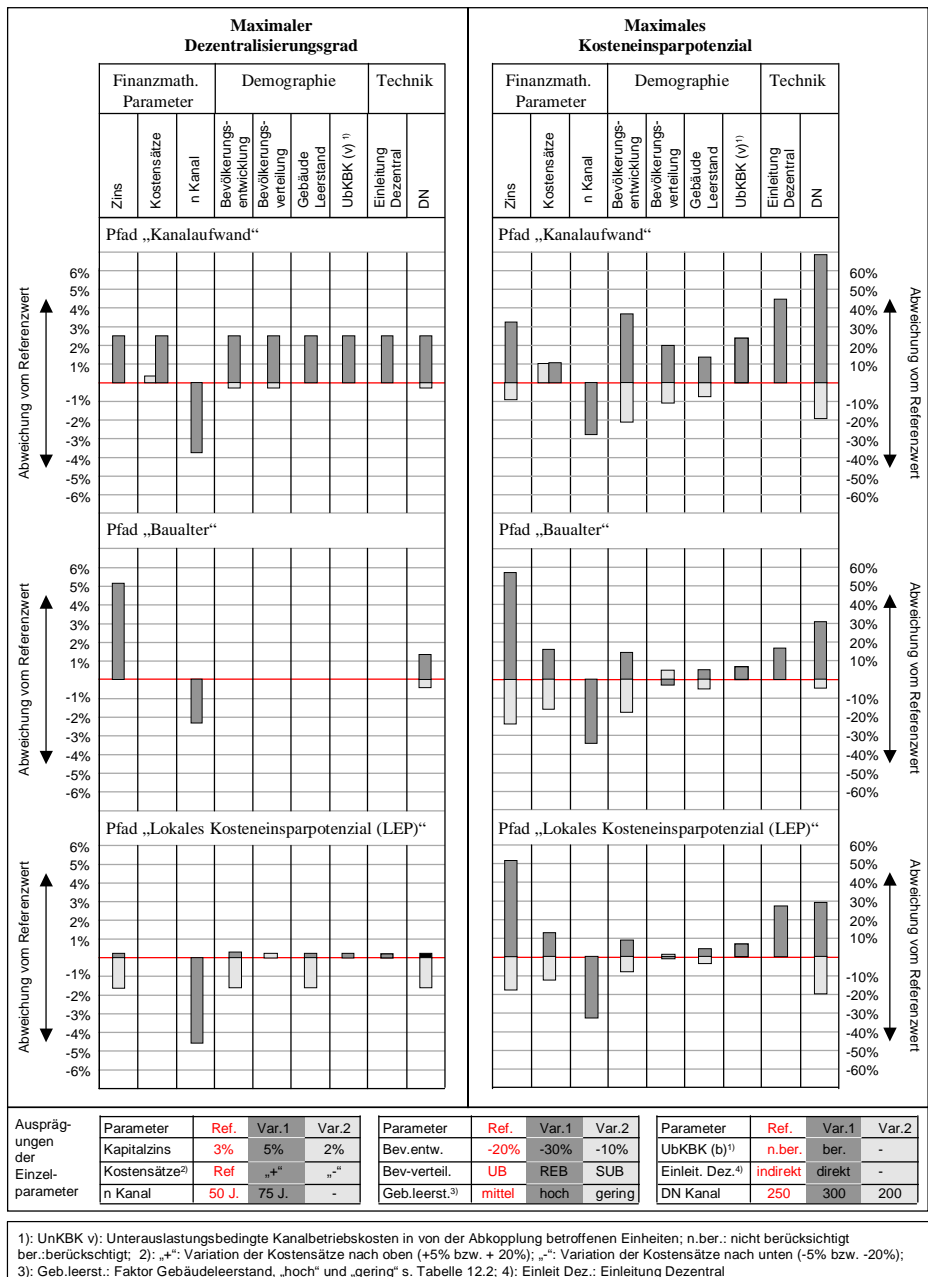 Maximaler
Dezentralisierungsgrad
Maximales
Kosteneinsparpotenzial
Finanzmath.
Parameter
Demographie
Technik
Zins
Kostensätze
n Kanal
Bevölkerungs-
entwicklung
Bevölkerungs-
verteilung
Gebäude
Leerstand
UbKBK (v) 1)
Einleitung
Dezentral
DN
Finanzmath.
Parameter
Demographie
Technik
Zins
Kostensätze
n Kanal
Bevölkerungs-
entwicklung
Bevölkerungs-
verteilung
Gebäude
Leerstand
UbKBK (v)1)
Einleitung
Dezentral
DN
Pfad „Kanalaufwand“
Abweichung vom Referenzwert
6%
5%
4%
3%
2%
1%
-1%
-2%
-3%
-4%
-5%
-6%
Pfad „Kanalaufwand“
60%
50%
40%
30%
20%
10%
-10%
-20%
-30%
-40%
-50%
-60%
Abweichung vom Referenzwert
Pfad „Baualter“
Abweichung vom Referenzwert
6%
5%
4%
2%
1%
-1%
-2%
-3%
-4%
-5%
-6%
Pfad „Baualter“
60%
50%
40%
30%
20%
10%
-10%
-20%
-30%
-40%
-50%
-60%
Abweichung vom Referenzwert
Pfad „Lokales Kosteneinsparpotenzial (LEP)“
Abweichung vom Referenzwert
6%
5%
4%
3%
2%
1%
-1%
-2%
-3%
-4%
-5%
-6%
Pfad „Lokales Kosteneinsparpotenzial (LEP)“
60%
50%
40%
30%
20%
10%
-10%
-20%
-30%
-40%
-50%
-60%
Abweichung vom Referenzwert
Auspräg-
ungen
der
Einzel-
parameter
Parameter Ref. Var.1 Var.2
Kapitalzins 3% 5% 2%
Kostensätze2) Ref „+“ „-“
n Kanal 50 J. 75 J. -
Parameter Ref. Var.1 Var.2
Bev.entw. -20% -30% -10%
Bev-verteil. UB REB SUB
Geb.leerst.3) mittel hoch gering
Parameter Ref. Var.1 Var.2
UbKBK (b)1) n.ber. ber. -
Einleit. Dez.4) indirekt direkt -
DN Kanal 250 300 200
1): UnKBK v): Unterauslastungsbedingte Kanalbetriebskosten in von der Abkopplung betroffenen Einheiten; n.ber.: nicht berücksichtigt
ber.:berückschtigt; 2): „+“: Variation der Kostensätze nach oben (+5% bzw. + 20%); „-“: Variation der Kostensätze nach unten (-5% bzw. -20%);
3): Geb.leerst.: Faktor Gebäudeleerstand, „hoch“ und „gering“ s. Tabelle 12.2; 4): Einleit Dez.: Einleitung Dezentral